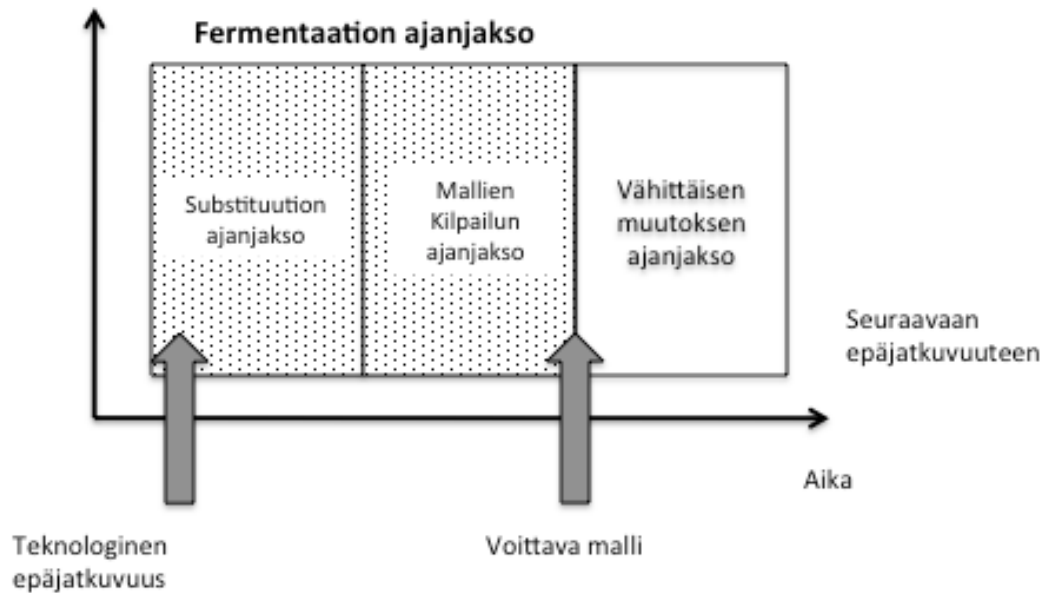 Fermentaation ajanjakso
Substituution
ajanjakso
Mallien
Kilpailun
ajanjakso
Vähittäisen
muutoksen
ajanjakso
Seuraavaan
epäjatkuvuuteen
Aika
Teknologinen
epäjatkuvuus
Voittava malli